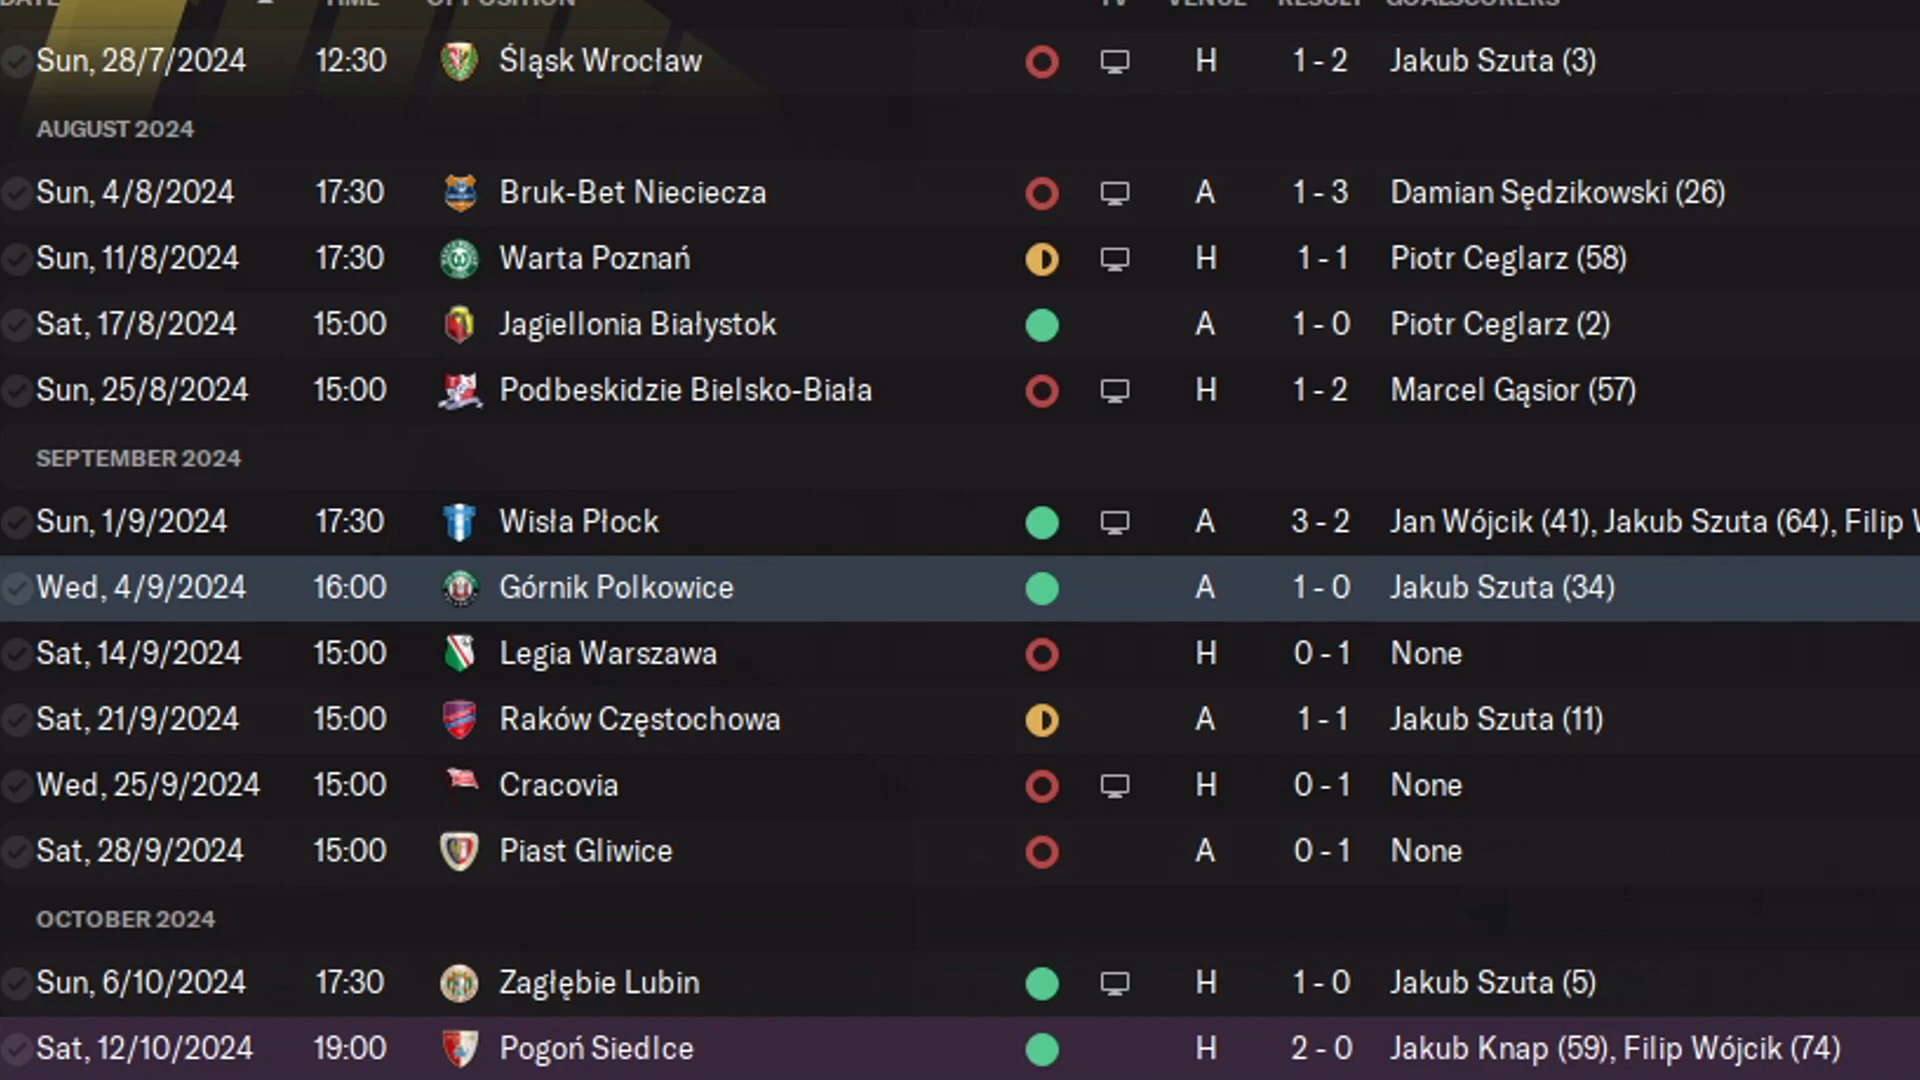 DATE TIME OPPOSITION TV VENUE RESULT GOALSCORERS
Sun, 28/7/2024 12:30 Śląsk Wrocław H 1 - 2 Jakub Szuta (3)
AUGUST 2024
Sun, 4/8/2024 17:30 Bruk-Bet Nieciecza A 1 - 3 Damian Sędzikowski (26)
Sun, 11/8/2024 17:30 Warta Poznań H 1 - 1 Piotr Ceglarz (58)
Sat, 17/8/2024 15:00 Jagiellonia Białystok A 1 - 0 Piotr Ceglarz (2)
Sun, 25/8/2024 15:00 Podbeskidzie Bielsko-Biała H 1 - 2 Marcel Gąsior (57)
SEPTEMBER 2024
Sun, 1/9/2024 17:30 Wisła Płock A 3 - 2 Jan Wójcik (41), Jakub Szuta (64), Filip
Wed, 4/9/2024 16:00 Górnik Polkowice A 1 - 0 Jakub Szuta (34)
Sat, 14/9/2024 15:00 Legia Warszawa H 0 - 1 None
Sat, 21/9/2024 15:00 Raków Częstochowa A 1 - 1 Jakub Szuta (11)
Wed, 25/9/2024 15:00 Cracovia H 0 - 1 None
Sat, 28/9/2024 15:00 Piast Gliwice A 0 - 1 None
OCTOBER 2024
Sun, 6/10/2024 17:30 Zagłębie Lubin H 1 - 0 Jakub Szuta (5)
Sat, 12/10/2024 19:00 Pogoń Siedlce H 2 - 0 Jakub Knap (59), Filip Wójcik (74)